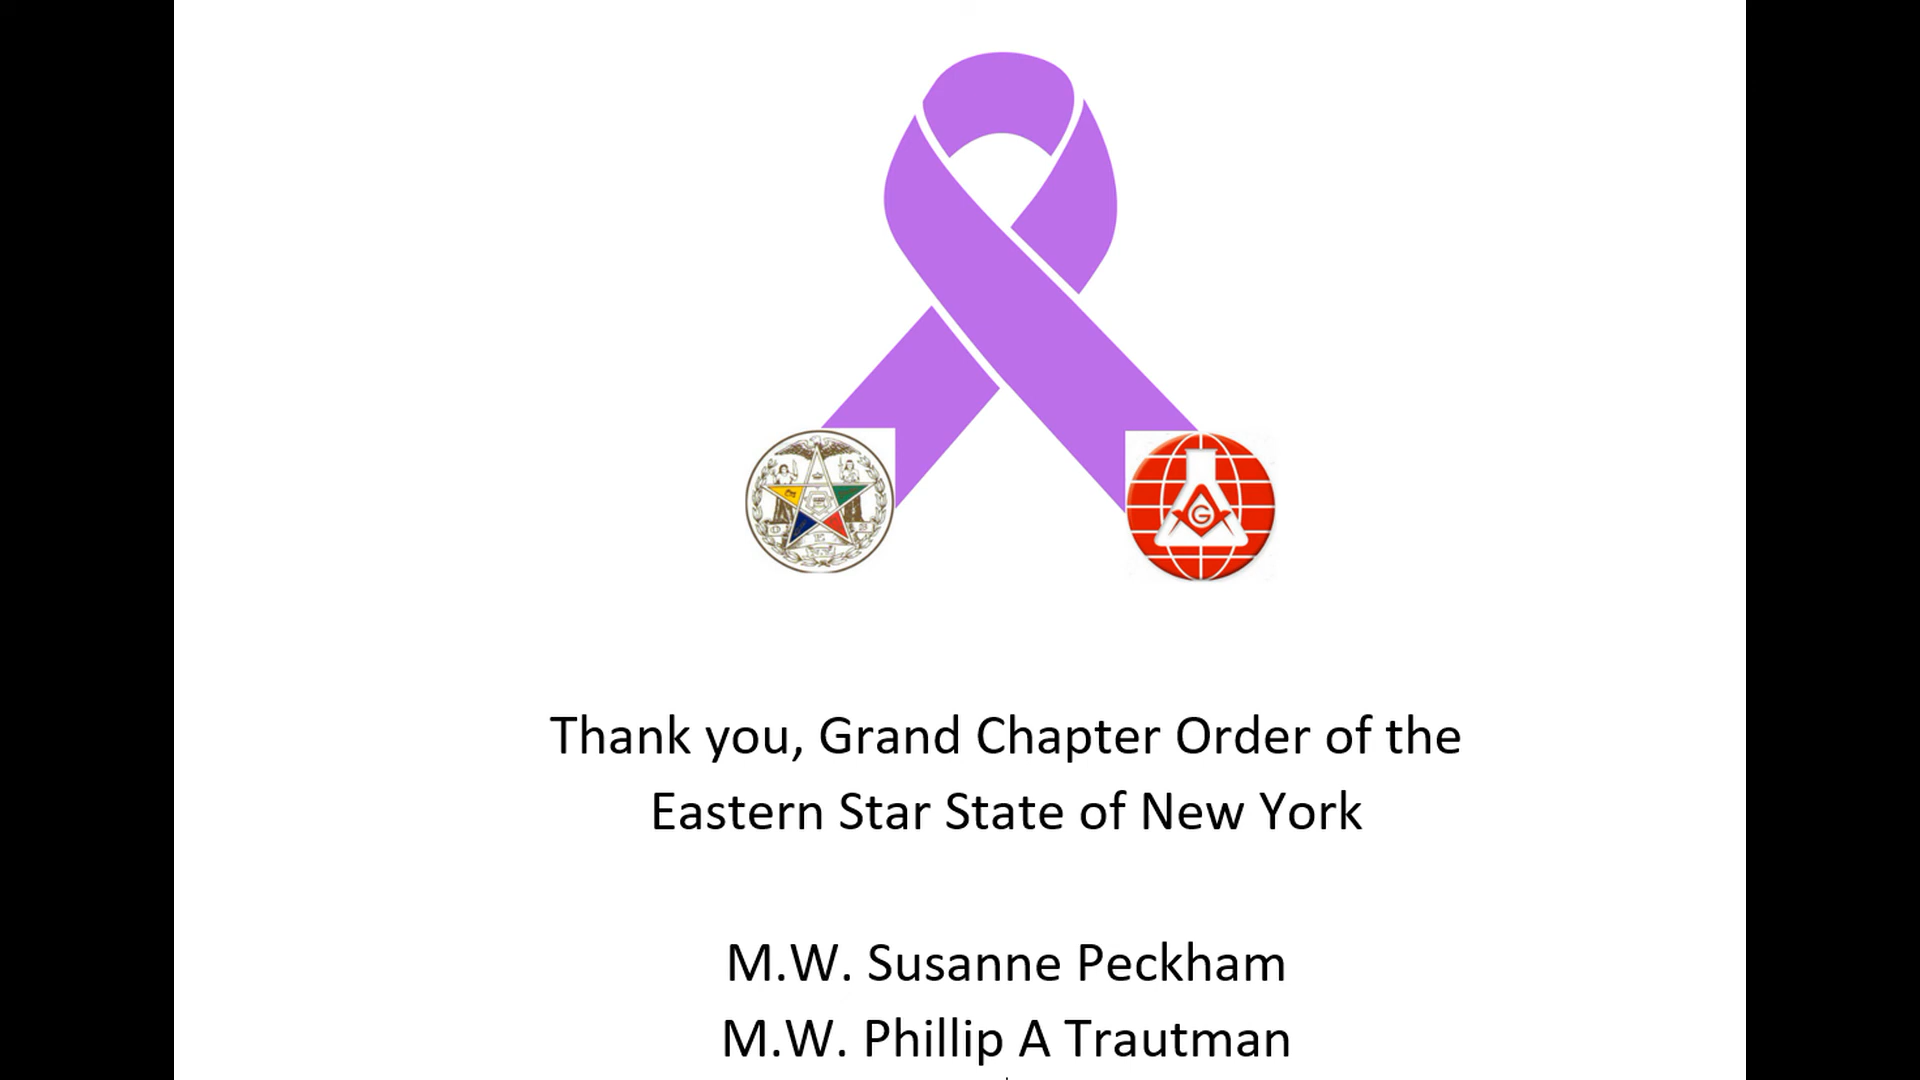 G
Thank you, Grand Chapter Order of the
Eastern Star State of New York
M.W. Susanne Peckham
M.W. Phillip A Trautman